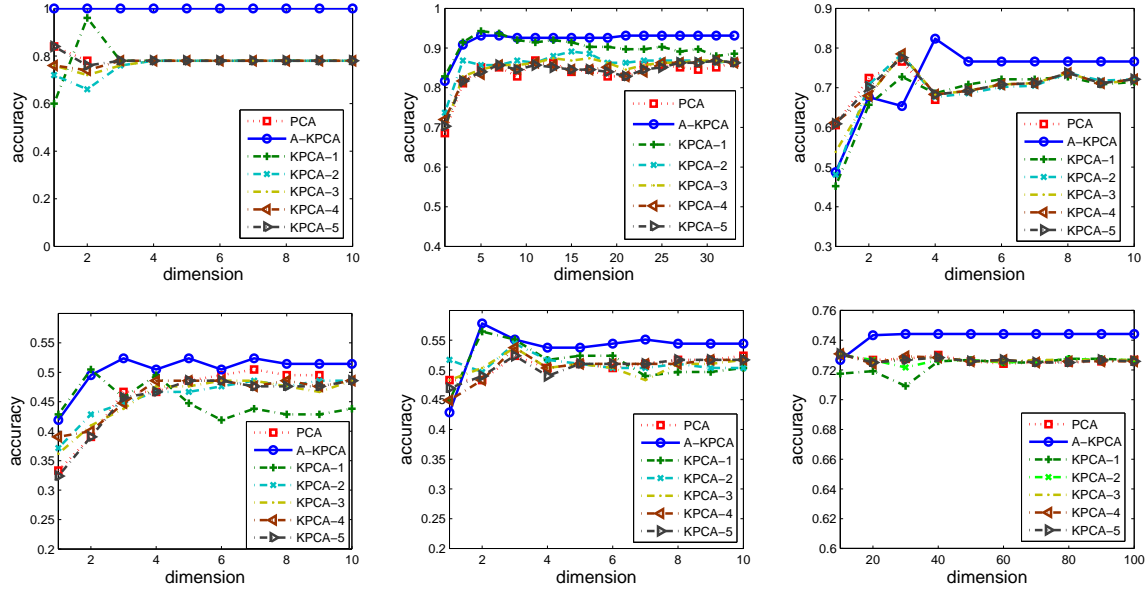 1
0.8
0.6
0.4
0.2
1
2
4
6
8
10
accuracy
dimension
PCA
A−KPCA
KPCA−1
KPCA−2
KPCA−3
KPCA−4
KPCA−5
1
0.9
0.8
0.7
0.6
0.5
0.4
5
10
15
20
25
30
accuracy
dimension
PCA
A−KPCA
KPCA−1
KPCA−2
KPCA−3
KPCA−4
KPCA−5
0.9
0.8
0.7
0.6
0.5
0.4
0.3
2
4
6
8
10
accuracy
dimension
PCA
A−KPCA
KPCA−1
KPCA−2
KPCA−3
KPCA−4
KPCA−5
0.55
0.5
0.45
0.4
0.35
0.3
0.25
0.2
2
4
6
8
10
accuracy
dimension
PCA
A−KPCA
KPCA−1
KPCA−2
KPCA−3
KPCA−4
KPCA−5
0.55
0.5
0.45
0.4
0.35
0.3
0.25
0.2
2
4
6
8
10
accuracy
dimension
PCA
A−KPCA
KPCA−1
KPCA−2
KPCA−3
KPCA−4
KPCA−5
0.76
0.74
0.72
0.7
0.68
0.66
0.64
0.62
0.6
20
40
60
80
100
accuracy
dimension
PCA
A−KPCA
KPCA−1
KPCA−2
KPCA−3
KPCA−4
KPCA−5